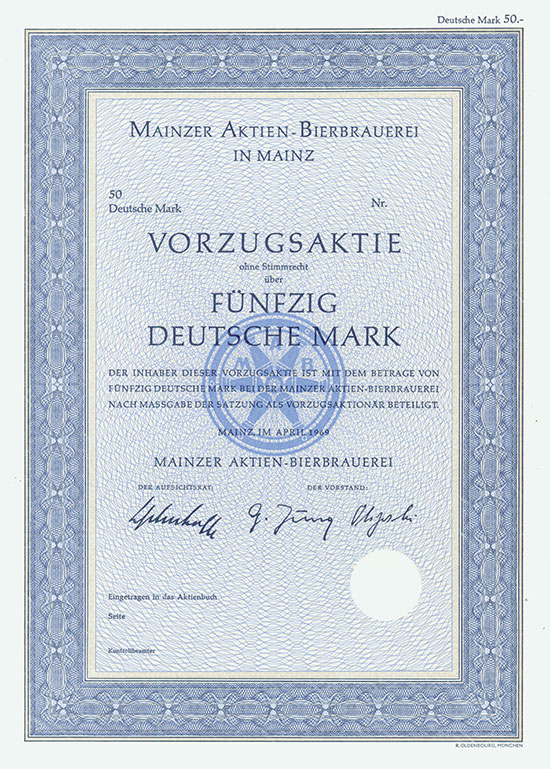 Deutsche Mark 50.-
MAINZER AKTIEN-BIERBRAUEREI
IN MAINZ
50
Deutsche Mark
Nr.
VORZUGSAKTIE
ohne Stimmrecht
über
FÜNFZIG
DEUTSCHE MARK
M B
DER INHABER DIESER VORZUGSAKTIE IST MIT DEM BETRAGE VON
FÜNFZIG DEUTSCHE MARK BEI DER MAINZER AKTIEN-BIERBRAUEREI
NACH MASSGABE DER SATZUNG ALS VORZUGSAKTIONÄR BETEILIGT.
MAINZ, IM APRIL 1969
MAINZER AKTIEN-BIERBRAUEREI
DER AUFSICHTSRAT:
DER VORSTAND:
G. Jung
Eingetragen in das Aktienbuch
Seite
Kontrollbeamter
R. OLDENBOURG, MÜNCHEN